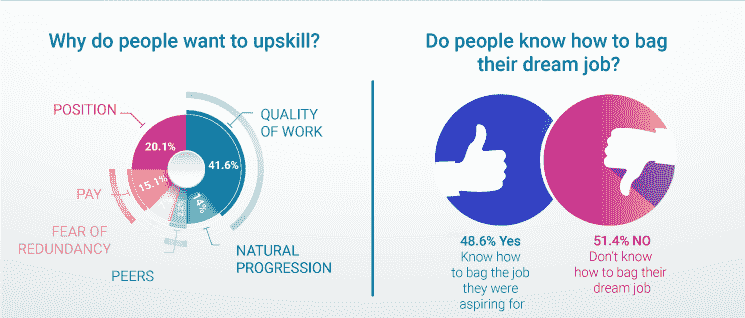 Why do people want to upskill?
POSITION
QUALITY
OF WORK
20.1%
41.6%
15.1%
14%
PAY
FEAR OF
REDUNDANCY
PEERS
NATURAL
PROGRESSION
Do people know how to bag
their dream job?
48.6% Yes
Know how
to bag the job
they were
aspiring for
51.4% NO
Don't know
how to bag their
dream job